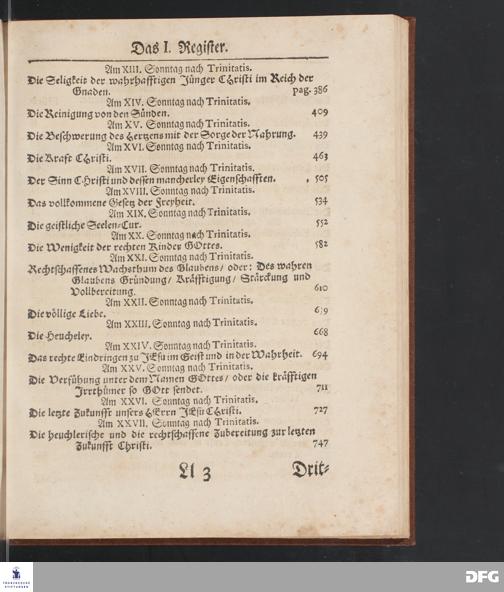 Das I. Register.
Am XIII. Sonntag nach Trinitatis.
Die Seligkeit der wahrhafftigen Jünger CHristi im Reich der
Gnaden. pag. 386
Am XIV. Sonntag nach Trinitatis.
Die Reinigung von den Sünden. 409
Am XV. Sonntag nach Trinitatis.
Die Beschwerung des Hertzens mit der Sorge der Nahrung. 439
Am XVI. Sonntag nach Trinitatis.
Die Krafft CHristi. 463
Am XVII. Sonntag nach Trinitatis.
Der Sinn CHristi und dessen mancherley Eigenschafften. 505
Am XVIII. Sonntag nach Trinitatis.
Das vollkommene Gesetz der Freyheit. 534
Am XIX. Sonntag nach Trinitatis.
Die geistliche Seelen-Cur. 552
Am XX. Sonntag nach Trinitatis.
Die Wenigkeit der rechten Kinder GOttes. 582
Am XXI. Sonntag nach Trinitatis.
Rechtschaffenes Wachsthum des Glaubens/ oder: Des wahren
Glaubens Gründung/ Kräfftigung/ Stärckung und
Vollbereitung. 610
Am XXII. Sonntag nach Trinitatis.
Die völlige Liebe. 639
Am XXIII. Sonntag nach Trinitatis.
Die Heucheley. 668
Am XXIV. Sonntag nach Trinitatis.
Das rechte Eindringen zu JEsu im Geist und in der Wahrheit. 694
Am XXV. Sonntag nach Trinitatis.
Die Verführung unter dem Namen GOttes/ oder die kräfftigen
Irrthümer so GOtt sendet. 711
Am XXVI. Sonntag nach Trinitatis.
Die letzte Zukunfft unsers HErrn JEsu CHristi. 727
Am XXVII. Sonntag nach Trinitatis.
Die heuchlerische und die rechtschaffene Zubereitung zur letzten
Zukunfft Christi. 747
Ll 3 Drit-
FRANCKESCHE
STIFTUNGEN
DFG